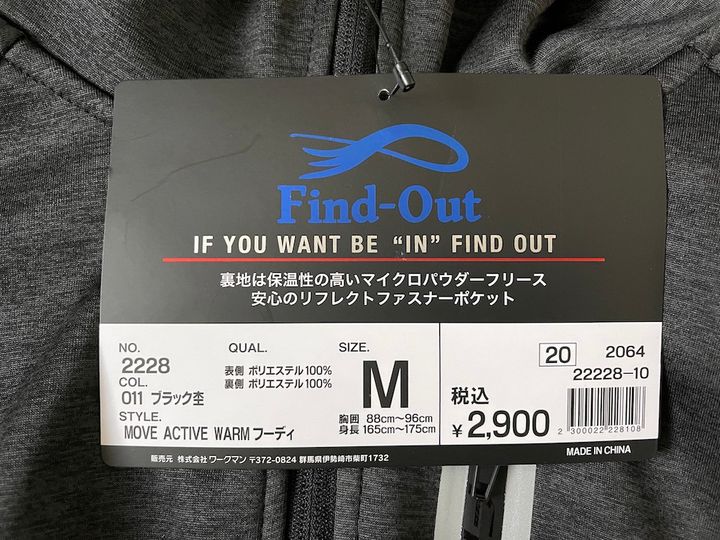 Find-Out
IF YOU WANT BE “IN” FIND OUT
裏地は保温性の高いマイクロパウダーフリース
安心のリフレクトファスナーポケット
NO.
2228
COL.
011 ブラック杢
STYLE.
MOVE ACTIVE WARM フーディ
QUAL.
表側 ポリエステル100%
裏側 ポリエステル100%
SIZE.
M
胸囲 88cm〜96cm
身長 165cm〜175cm
20 2064
22228-10
税込
¥2,900
2 300022 228108
MADE IN CHINA
販売元 株式会社 ワークマン 〒372-0824 群馬県伊勢崎市柴町1732